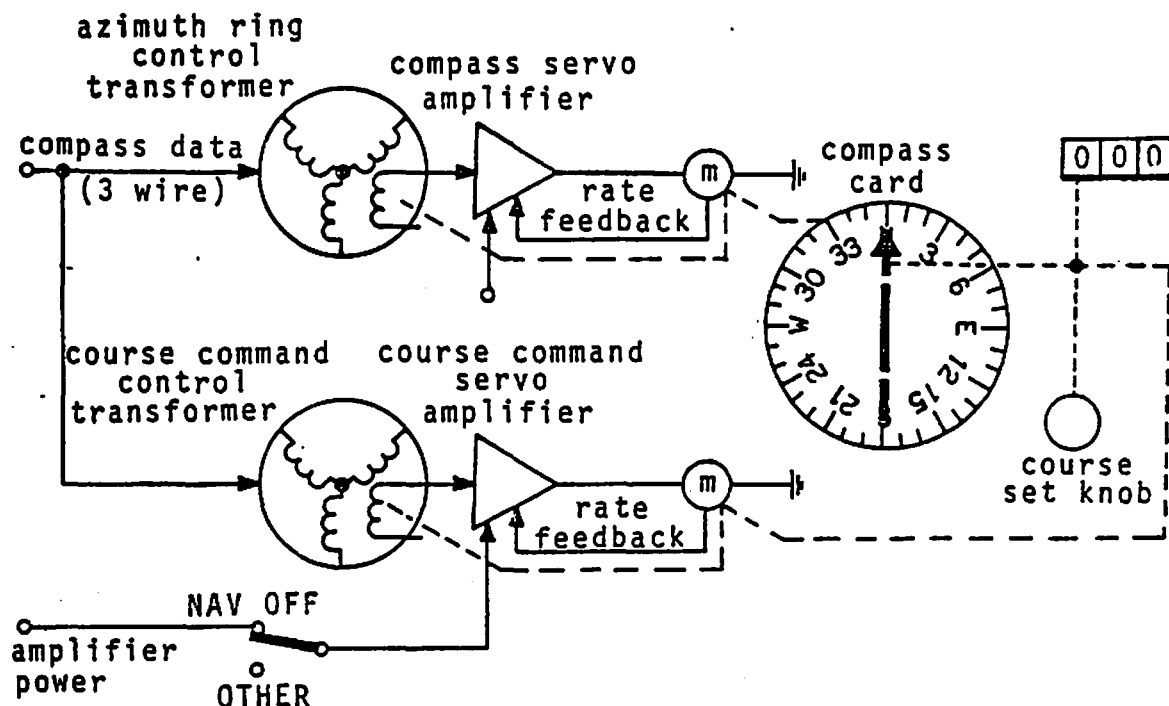 azimuth ring
control
transformer
compass servo
amplifier
compass data
(3 wire)
rate
feedback
m
compass
card
0 0 0
N
3
6
E
12
15
S
21
24
W
30
33
course command
control
transformer
course command
servo
amplifier
rate
feedback
m
course
set knob
NAV OFF
amplifier
power
OTHER